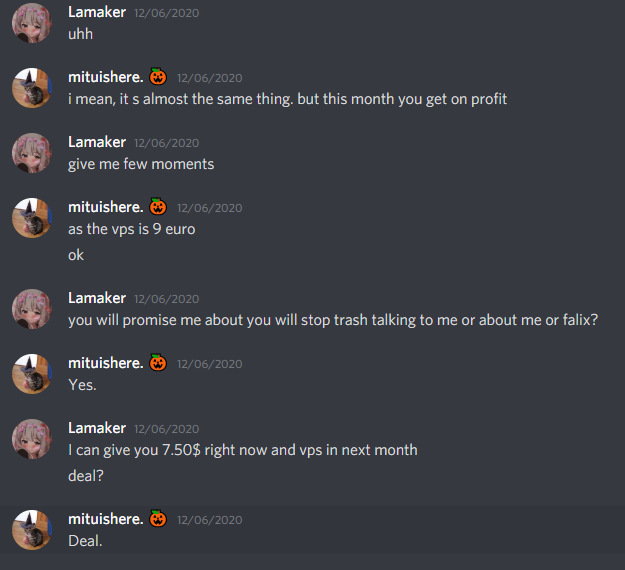 Lamaker 12/06/2020
uhh
mituishere. 🎃 12/06/2020
i mean, it s almost the same thing. but this month you get on profit
Lamaker 12/06/2020
give me few moments
mituishere. 🎃 12/06/2020
as the vps is 9 euro
ok
Lamaker 12/06/2020
you will promise me about you will stop trash talking to me or about me or falix?
mituishere. 🎃 12/06/2020
Yes.
Lamaker 12/06/2020
I can give you 7.50$ right now and vps in next month
deal?
mituishere. 🎃 12/06/2020
Deal.